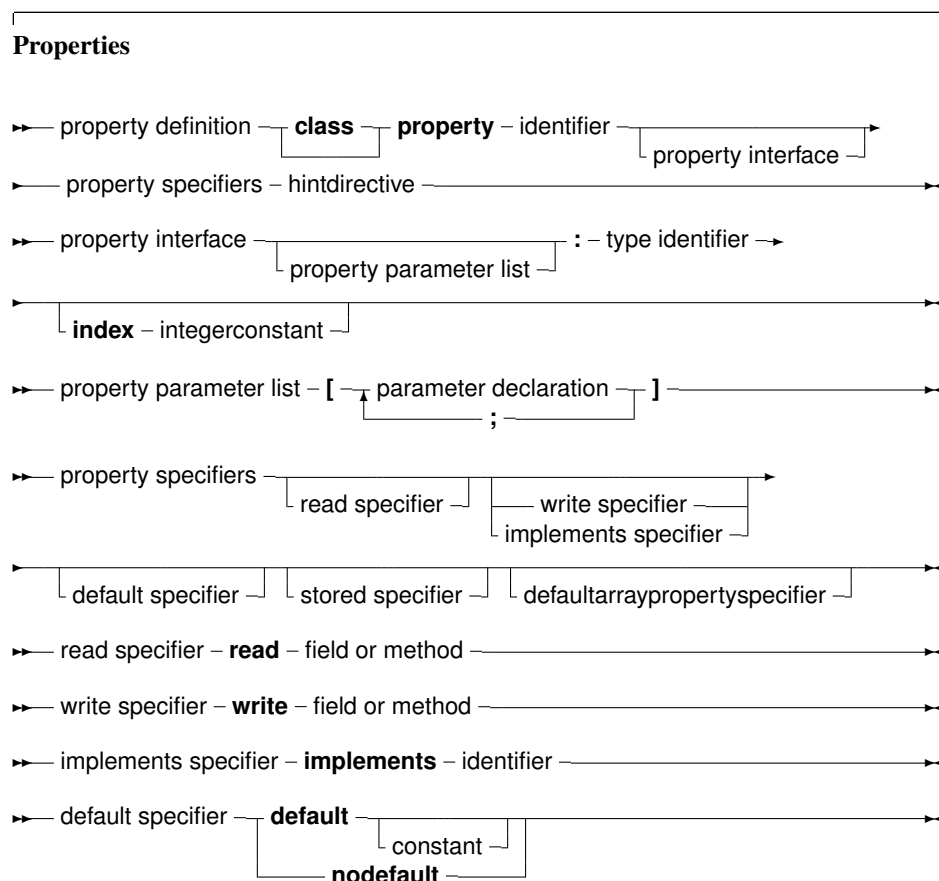 Properties
property definition class property identifier
property interface
property specifiers hintdirective
property interface : type identifier
property parameter list
index integerconstant
property parameter list [ parameter declaration ]
;
property specifiers
read specifier write specifier
implements specifier
default specifier stored specifier defaultarraypropertyspecifier
read specifier read field or method
write specifier write field or method
implements specifier implements identifier
default specifier default
constant
nodefault